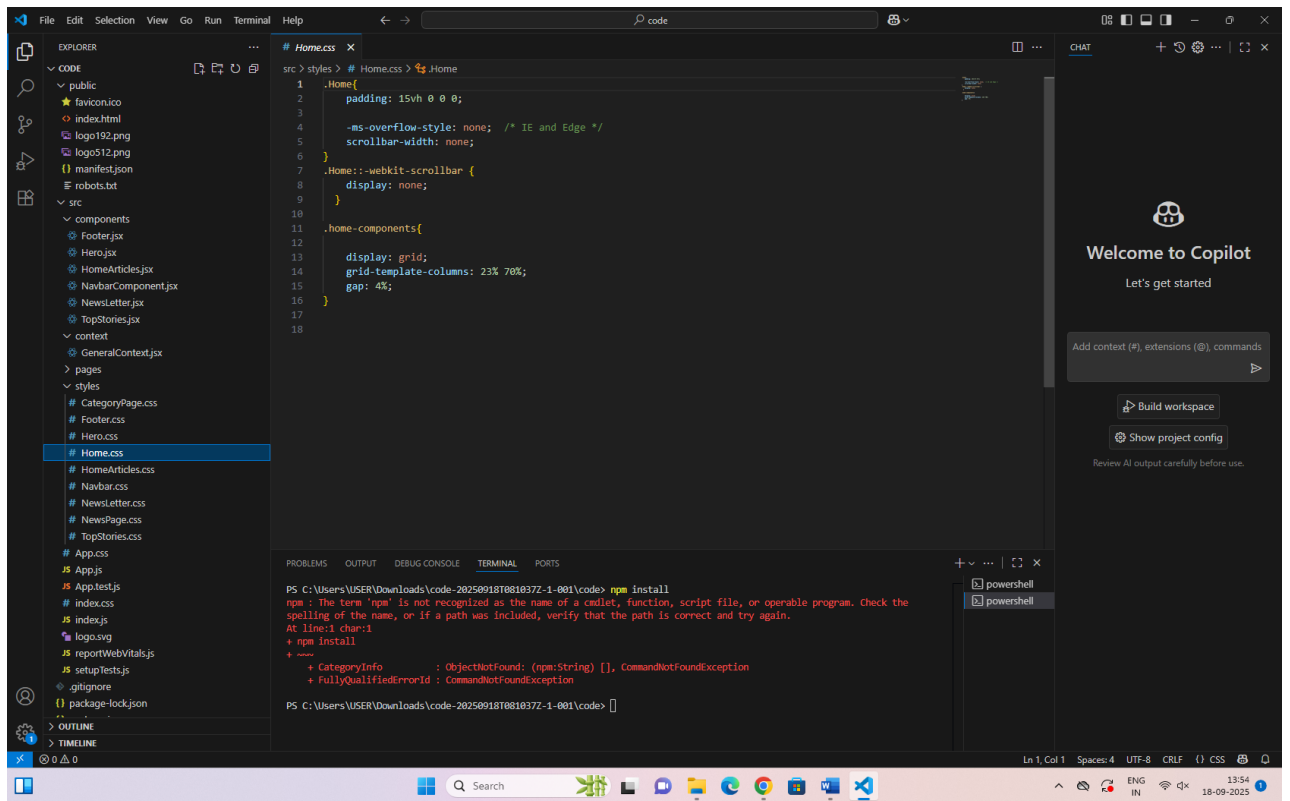 File Edit Selection View Go Run Terminal Help
code
EXPLORER
CODE
public
favicon.ico
index.html
logo192.png
logo512.png
manifest.json
robots.txt
src
components
Footer.jsx
Hero.jsx
HomeArticles.jsx
NavbarComponent.jsx
NewsLetter.jsx
TopStories.jsx
context
GeneralContext.jsx
pages
styles
CategoryPage.css
Footer.css
Hero.css
Home.css
HomeArticles.css
Navbar.css
NewsLetter.css
NewsPage.css
TopStories.css
App.css
App.js
App.test.js
index.css
index.js
logo.svg
reportWebVitals.js
setupTests.js
.gitignore
package-lock.json
OUTLINE
TIMELINE
# Home.css
src > styles > # Home.css > .Home
1 .Home{
2 padding: 15vh 0 0 0;
3
4 -ms-overflow-style: none; /* IE and Edge */
5 scrollbar-width: none;
6 }
7 .Home::-webkit-scrollbar {
8 display: none;
9 }
10
11 .home-components{
12
13 display: grid;
14 grid-template-columns: 23% 70%;
15 gap: 4%;
16 }
17
18
PROBLEMS OUTPUT DEBUG CONSOLE TERMINAL PORTS
PS C:\Users\USER\Downloads\code-20250918T081037Z-1-001\code> npm install
npm : The term 'npm' is not recognized as the name of a cmdlet, function, script file, or operable program. Check the
spelling of the name, or if a path was included, verify that the path is correct and try again.
At line:1 char:1
+ npm install
+ ~~~
+ CategoryInfo : ObjectNotFound: (npm:String) [], CommandNotFoundException
+ FullyQualifiedErrorId : CommandNotFoundException
PS C:\Users\USER\Downloads\code-20250918T081037Z-1-001\code>
powershell
powershell
CHAT
Welcome to Copilot
Let's get started
Add context (#), extensions (@), commands
Build workspace
Show project config
Review AI output carefully before use.
0 0
Ln 1, Col 1 Spaces: 4 UTF-8 CRLF {} CSS
Search
ENG
IN
13:54
18-09-2025
1